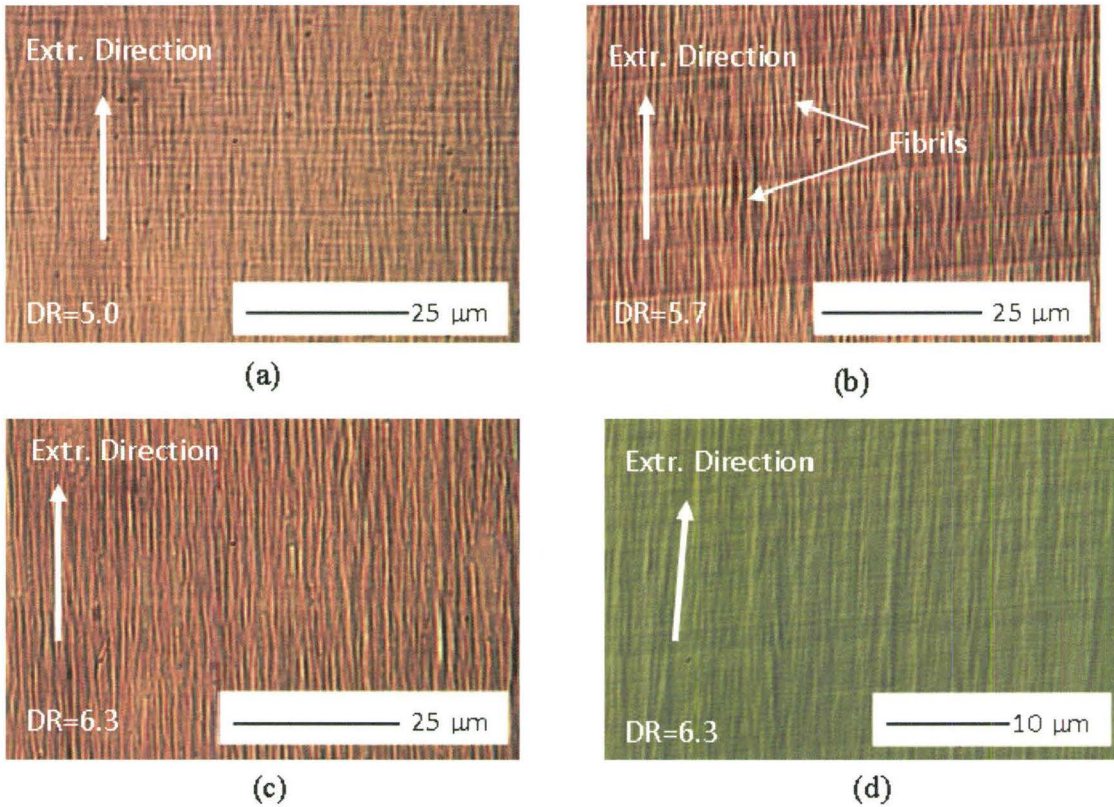 Extr. Direction
DR=5.0
25 μm
(a)
Extr. Direction
Fibrils
DR=5.7
25 μm
(b)
Extr. Direction
DR=6.3
25 μm
(c)
Extr. Direction
DR=6.3
10 μm
(d)